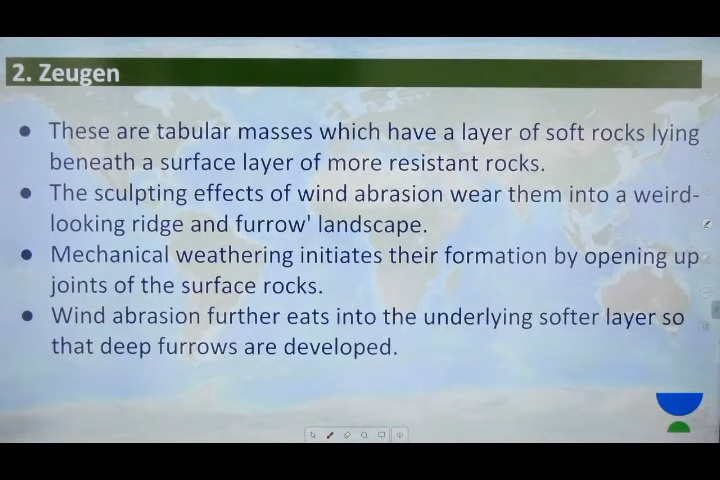 2. Zeugen
● These are tabular masses which have a layer of soft rocks lying
beneath a surface layer of more resistant rocks.
● The sculpting effects of wind abrasion wear them into a weird-
looking ridge and furrow' landscape.
● Mechanical weathering initiates their formation by opening up
joints of the surface rocks.
● Wind abrasion further eats into the underlying softer layer so
that deep furrows are developed.